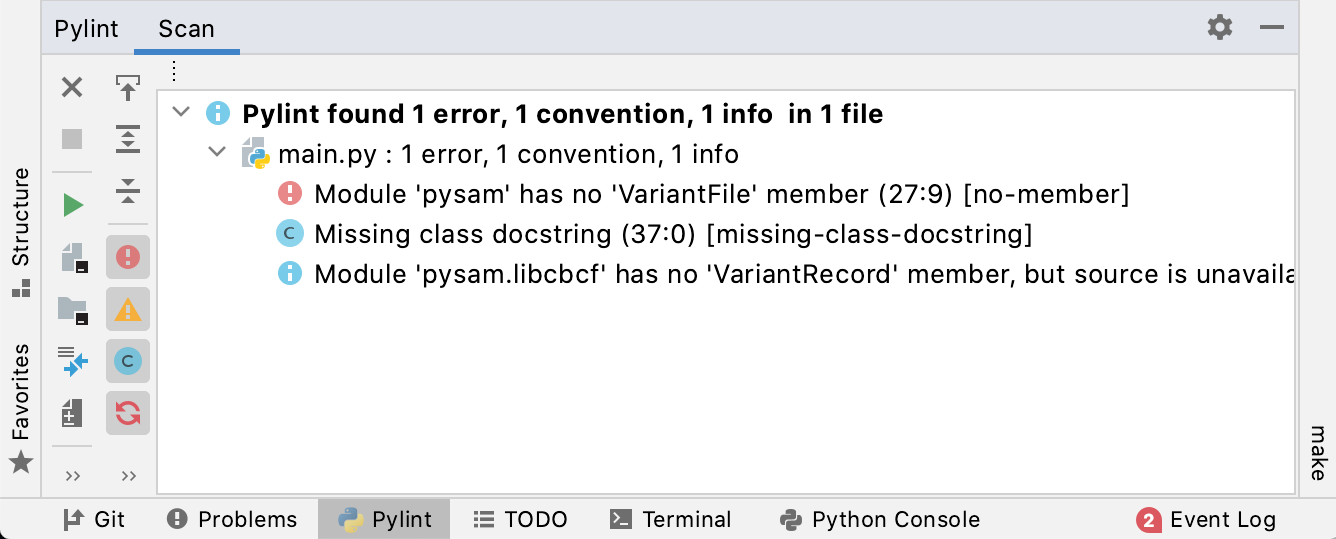 Pylint Scan
Pylint found 1 error, 1 convention, 1 info in 1 file
main.py : 1 error, 1 convention, 1 info
Module 'pysam' has no 'VariantFile' member (27:9) [no-member]
C Missing class docstring (37:0) [missing-class-docstring]
Module 'pysam.libcbcf' has no 'VariantRecord' member, but source is unavaila
C
Structure
Favorites
make
Git Problems Pylint TODO Terminal Python Console 2 Event Log